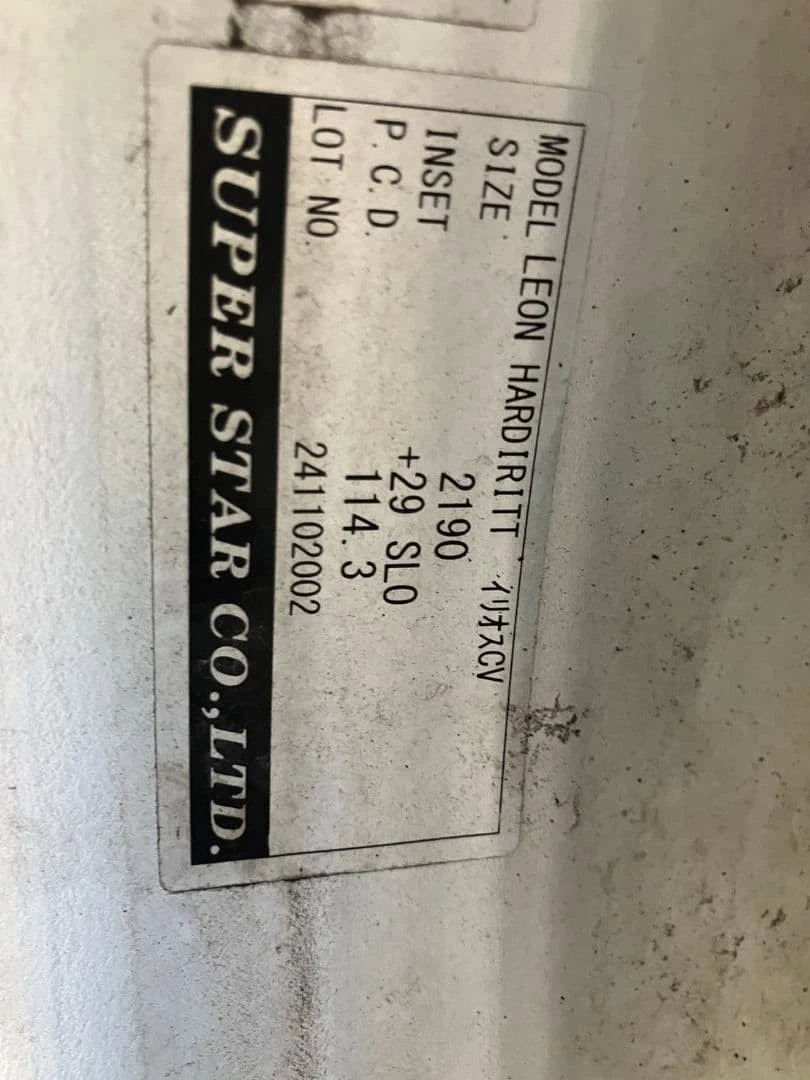 MODEL LEON HARDIRITT イリオスCV
SIZE 2190
INSET +29 SLO
P.C.D. 114.3
LOT NO. 241102002
SUPER STAR CO.,LTD.